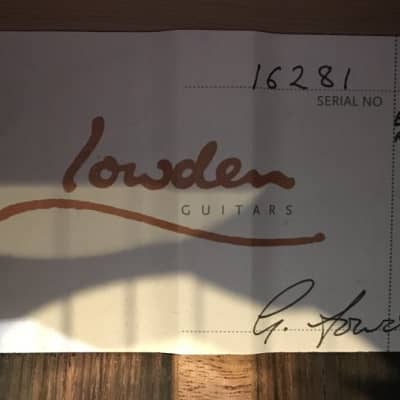 16281
SERIAL NO
lowden
GUITARS
G.